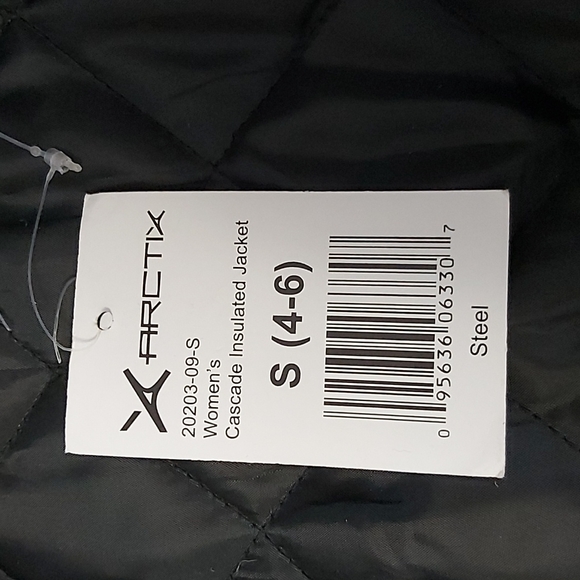 ARCTIX
20203-09-S
Women's
Cascade Insulated Jacket
S (4-6)
0 95636 06330 7
Steel